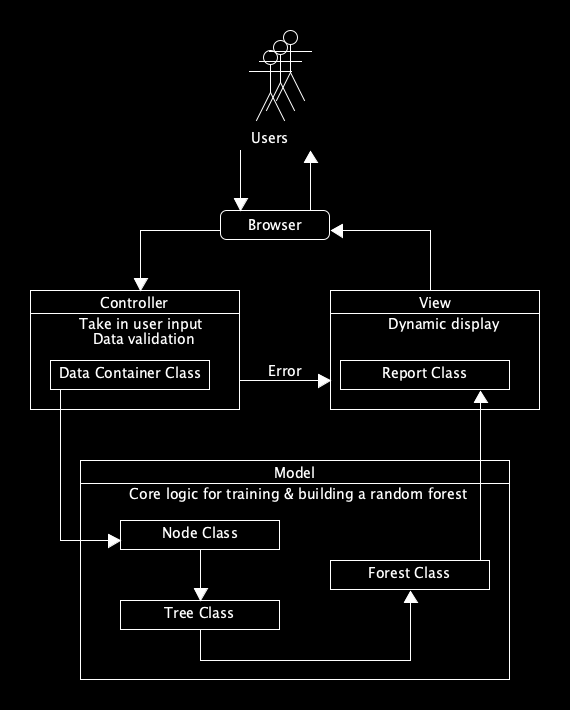 Users
Browser
Controller
Take in user input
Data validation
Data Container Class
Error
View
Dynamic display
Report Class
Model
Core logic for training & building a random forest
Node Class
Tree Class
Forest Class